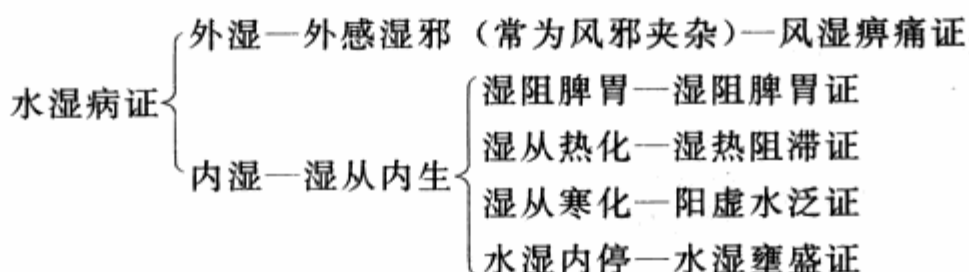 外湿—外感湿邪（常为风邪夹杂）—风湿痹痛证
湿阻脾胃—湿阻脾胃证
水湿病证
湿从热化—湿热阻滞证
内湿—湿从内生
湿从寒化—阳虚水泛证
水湿内停—水湿壅盛证